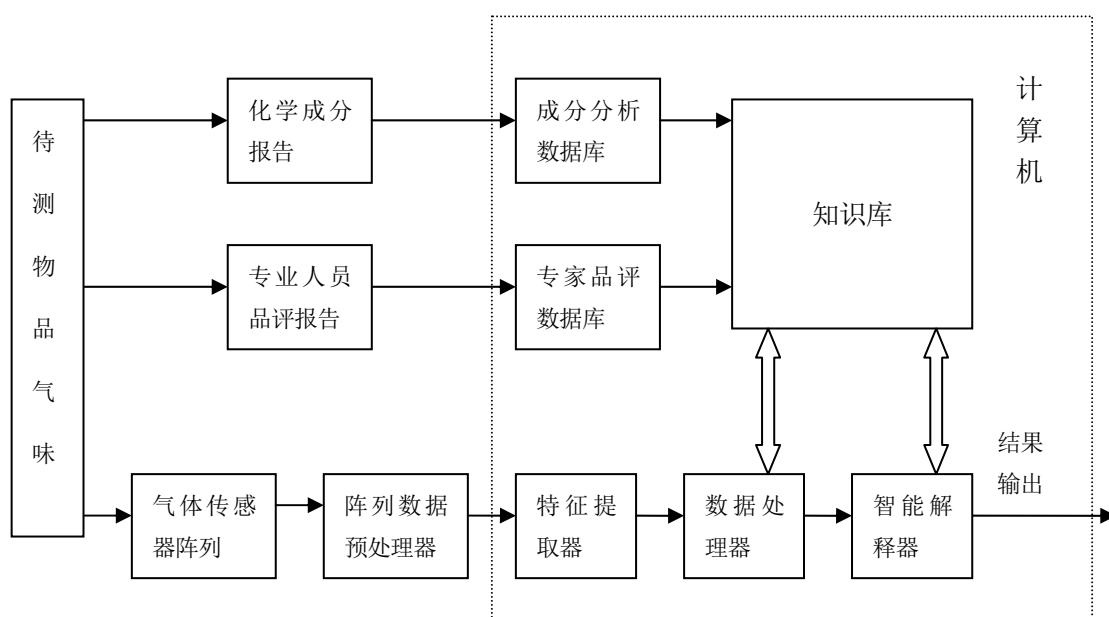 待测物品气味
化学成分
报告
成分分析
数据库
知识库
计算机
专业人员
品评报告
专家品评
数据库
气体传感
器阵列
阵列数据
预处理器
特征提
取器
数据处
理器
智能解
释器
结果
输出